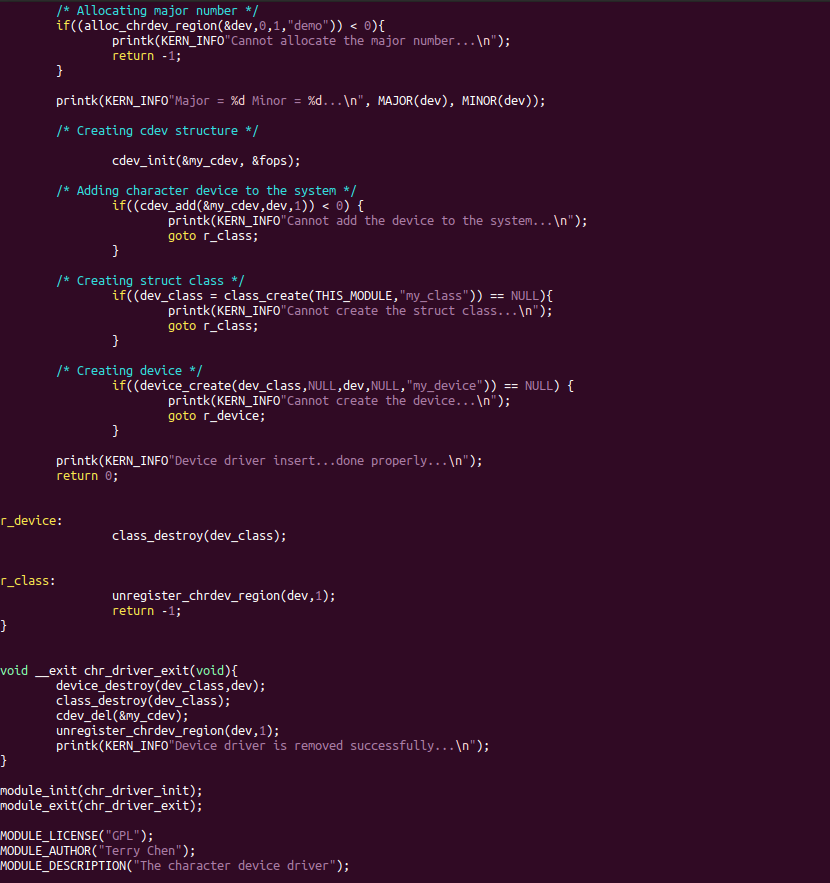 /* Allocating major number */
if((alloc_chrdev_region(&dev,0,1,"demo")) < 0){
printk(KERN_INFO"Cannot allocate the major number...\n");
return -1;
}
printk(KERN_INFO"Major = %d Minor = %d...\n", MAJOR(dev), MINOR(dev));
/* Creating cdev structure */
cdev_init(&my_cdev, &fops);
/* Adding character device to the system */
if((cdev_add(&my_cdev,dev,1)) < 0) {
printk(KERN_INFO"Cannot add the device to the system...\n");
goto r_class;
}
/* Creating struct class */
if((dev_class = class_create(THIS_MODULE,"my_class")) == NULL){
printk(KERN_INFO"Cannot create the struct class...\n");
goto r_class;
}
/* Creating device */
if((device_create(dev_class,NULL,dev,NULL,"my_device")) == NULL) {
printk(KERN_INFO"Cannot create the device...\n");
goto r_device;
}
printk(KERN_INFO"Device driver insert...done properly...\n");
return 0;
r_device:
class_destroy(dev_class);
r_class:
unregister_chrdev_region(dev,1);
return -1;
}
void __exit chr_driver_exit(void){
device_destroy(dev_class,dev);
class_destroy(dev_class);
cdev_del(&my_cdev);
unregister_chrdev_region(dev,1);
printk(KERN_INFO"Device driver is removed successfully...\n");
}
module_init(chr_driver_init);
module_exit(chr_driver_exit);
MODULE_LICENSE("GPL");
MODULE_AUTHOR("Terry Chen");
MODULE_DESCRIPTION("The character device driver");